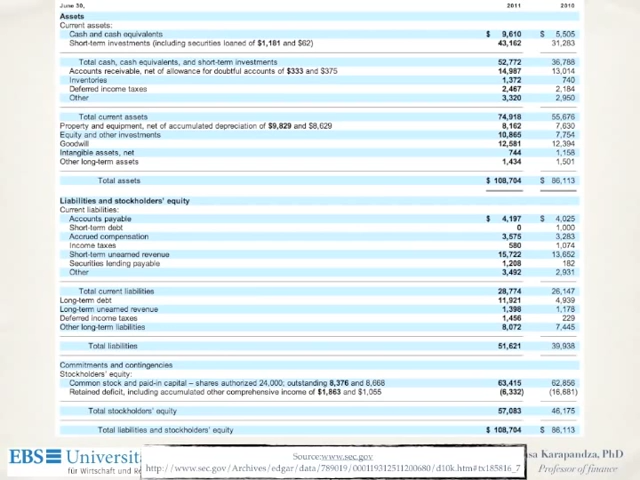 June 30, 2011 2010
Assets
Current assets:
Cash and cash equivalents $ 9,610 $ 5,505
Short-term investments (including securities loaned of $1,181 and $62) 43,162 31,283
Total cash, cash equivalents, and short-term investments 52,772 36,788
Accounts receivable, net of allowance for doubtful accounts of $333 and $375 14,987 13,014
Inventories 1,372 740
Deferred income taxes 2,467 2,184
Other 3,320 2,950
Total current assets 74,918 55,676
Property and equipment, net of accumulated depreciation of $9,829 and $8,629 8,162 7,630
Equity and other investments 10,865 7,754
Goodwill 12,581 12,394
Intangible assets, net 744 1,158
Other long-term assets 1,434 1,501
Total assets $ 108,704 $ 86,113
Liabilities and stockholders' equity
Current liabilities:
Accounts payable $ 4,197 $ 4,025
Short-term debt 0 1,000
Accrued compensation 3,575 3,283
Income taxes 580 1,074
Short-term unearned revenue 15,722 13,652
Securities lending payable 1,208 182
Other 3,492 2,931
Total current liabilities 28,774 26,147
Long-term debt 11,921 4,939
Long-term unearned revenue 1,398 1,178
Deferred income taxes 1,456 229
Other long-term liabilities 8,072 7,445
Total liabilities 51,621 39,938
Commitments and contingencies
Stockholders' equity:
Common stock and paid-in capital – shares authorized 24,000; outstanding 8,376 and 8,668 63,415 62,856
Retained deficit, including accumulated other comprehensive income of $1,863 and $1,055 (6,332) (16,681)
Total stockholders' equity 57,083 46,175
Total liabilities and stockholders' equity $ 108,704 $ 86,113
EBS Universit
für Wirtschaft und Re
Source:www.sec.gov
http://www.sec.gov/Archives/edgar/data/789019/000119312511200680/d10k.htm#tx185816_7
sa Karapandza, PhD
Professor of finance